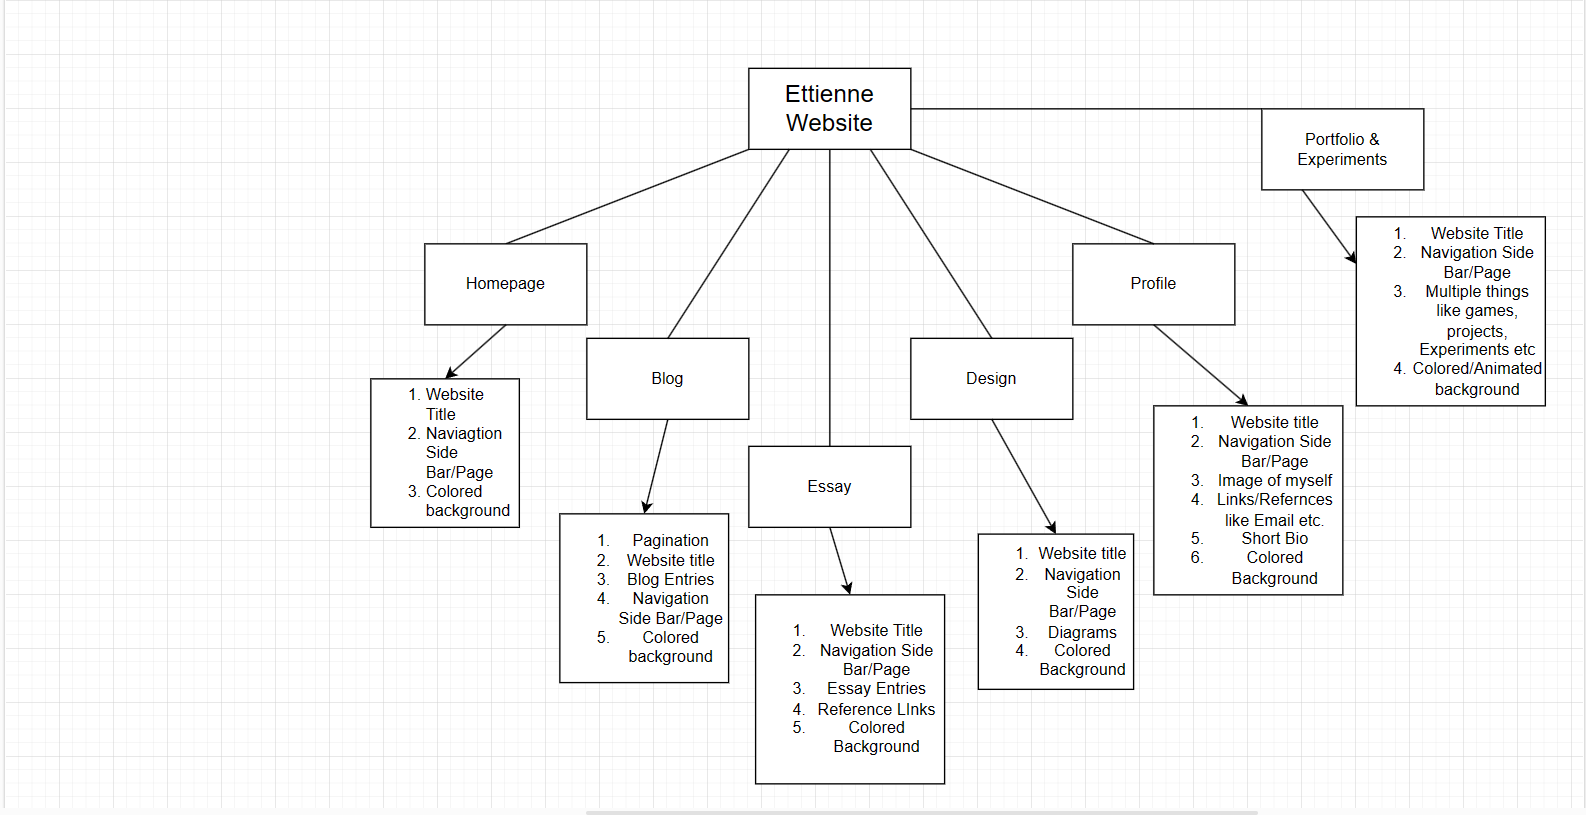 Ettienne
Website
Portfolio &
Experiments
Homepage
Blog
Essay
Design
Profile
1. Website
Title
2. Naviagtion
Side
Bar/Page
3. Colored
background
1. Pagination
2. Website title
3. Blog Entries
4. Navigation
Side Bar/Page
5. Colored
background
1. Website Title
2. Navigation Side
Bar/Page
3. Essay Entries
4. Reference LInks
5. Colored
Background
1. Website title
2. Navigation
Side
Bar/Page
3. Diagrams
4. Colored
Background
1. Website title
2. Navigation Side
Bar/Page
3. Image of myself
4. Links/Refernces
like Email etc.
5. Short Bio
6. Colored
Background
1. Website Title
2. Navigation Side
Bar/Page
3. Multiple things
like games,
projects,
Experiments etc
4. Colored/Animated
background